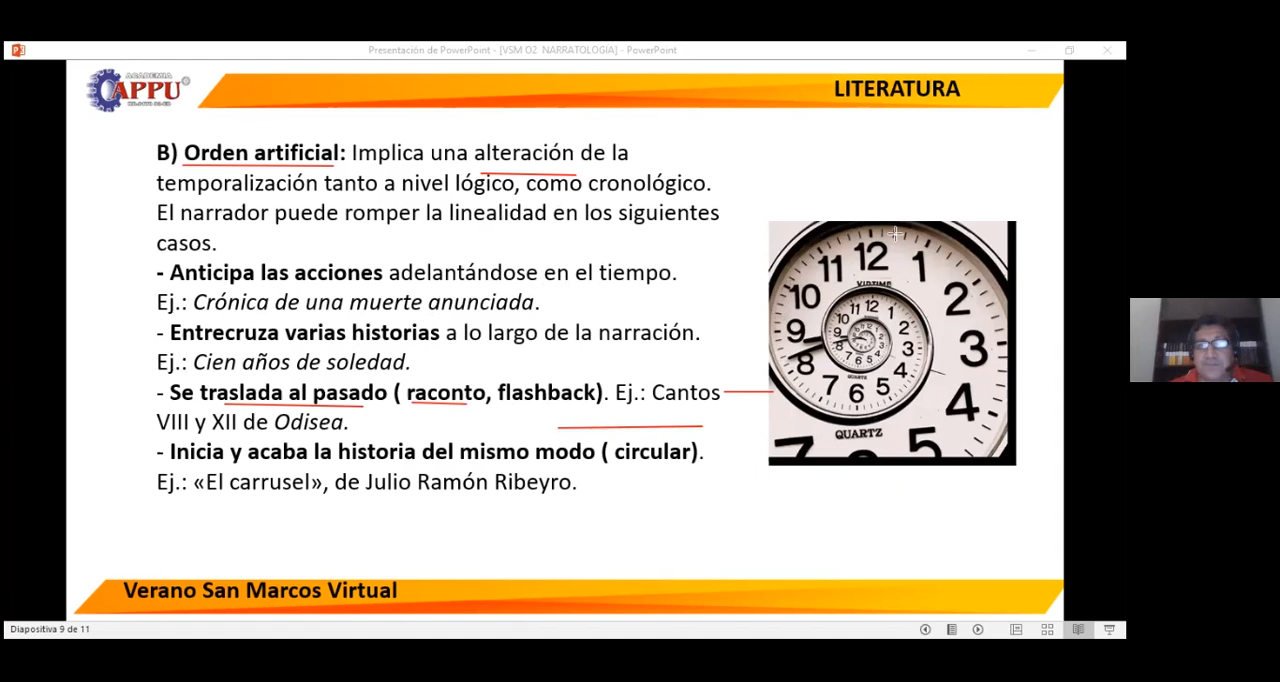 Presentación de PowerPoint - [VSM O2 NARRATOLOGIA] - PowerPoint
ACADEMIA
APPU
LITERATURA
B) Orden artificial: Implica una alteración de la
temporalización tanto a nivel lógico, como cronológico.
El narrador puede romper la linealidad en los siguientes
casos.
- Anticipa las acciones adelantándose en el tiempo.
Ej.: Crónica de una muerte anunciada.
- Entrecruza varias historias a lo largo de la narración.
Ej.: Cien años de soledad.
- Se traslada al pasado ( raconto, flashback). Ej.: Cantos
VIII y XII de Odisea.
- Inicia y acaba la historia del mismo modo ( circular).
Ej.: «El carrusel», de Julio Ramón Ribeyro.
11 12 1
10 2
9 3
8 4
7 6 5
QUARTZ
Verano San Marcos Virtual
Diapositiva 9 de 11